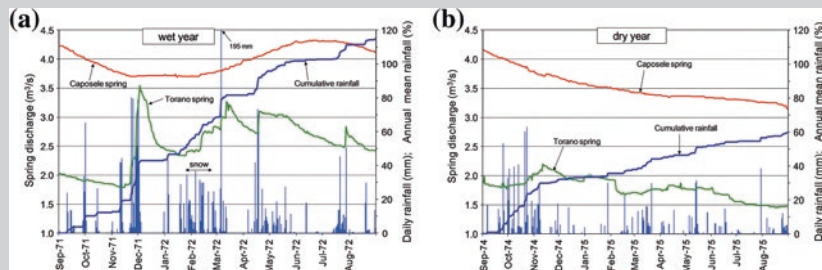 (a)
wet year
195 mm
Caposele spring
Torano spring
Cumulative rainfall
snow
Spring discharge (m³/s)
4.5
4.0
3.5
3.0
2.5
2.0
1.5
1.0
Daily rainfall (mm); Annual mean rainfall (%)
120
100
80
60
40
20
0
Sep-71
Oct-71
Nov-71
Dec-71
Jan-72
Feb-72
Mar-72
Apr-72
May-72
Jun-72
Jul-72
Aug-72
(b)
dry year
Caposele spring
Cumulative rainfall
Torano spring
Spring discharge (m³/s)
4.5
4.0
3.5
3.0
2.5
2.0
1.5
1.0
Daily rainfall (mm); Annual mean rainfall (%)
120
100
80
60
40
20
0
Sep-74
Oct-74
Nov-74
Dec-74
Jan-75
Feb-75
Mar-75
Apr-75
May-75
Jun-75
Jul-75
Aug-75